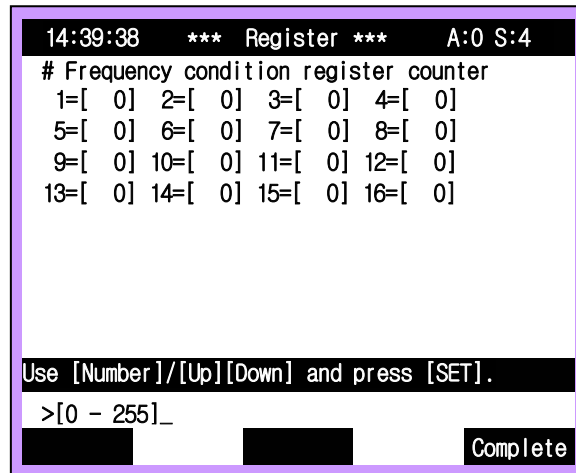 14:39:38 *** Register *** A:0 S:4
# Frequency condition register counter
1=[ 0] 2=[ 0] 3=[ 0] 4=[ 0]
5=[ 0] 6=[ 0] 7=[ 0] 8=[ 0]
9=[ 0] 10=[ 0] 11=[ 0] 12=[ 0]
13=[ 0] 14=[ 0] 15=[ 0] 16=[ 0]
Use [Number]/[Up][Down] and press [SET].
>[0 - 255]_
Complete